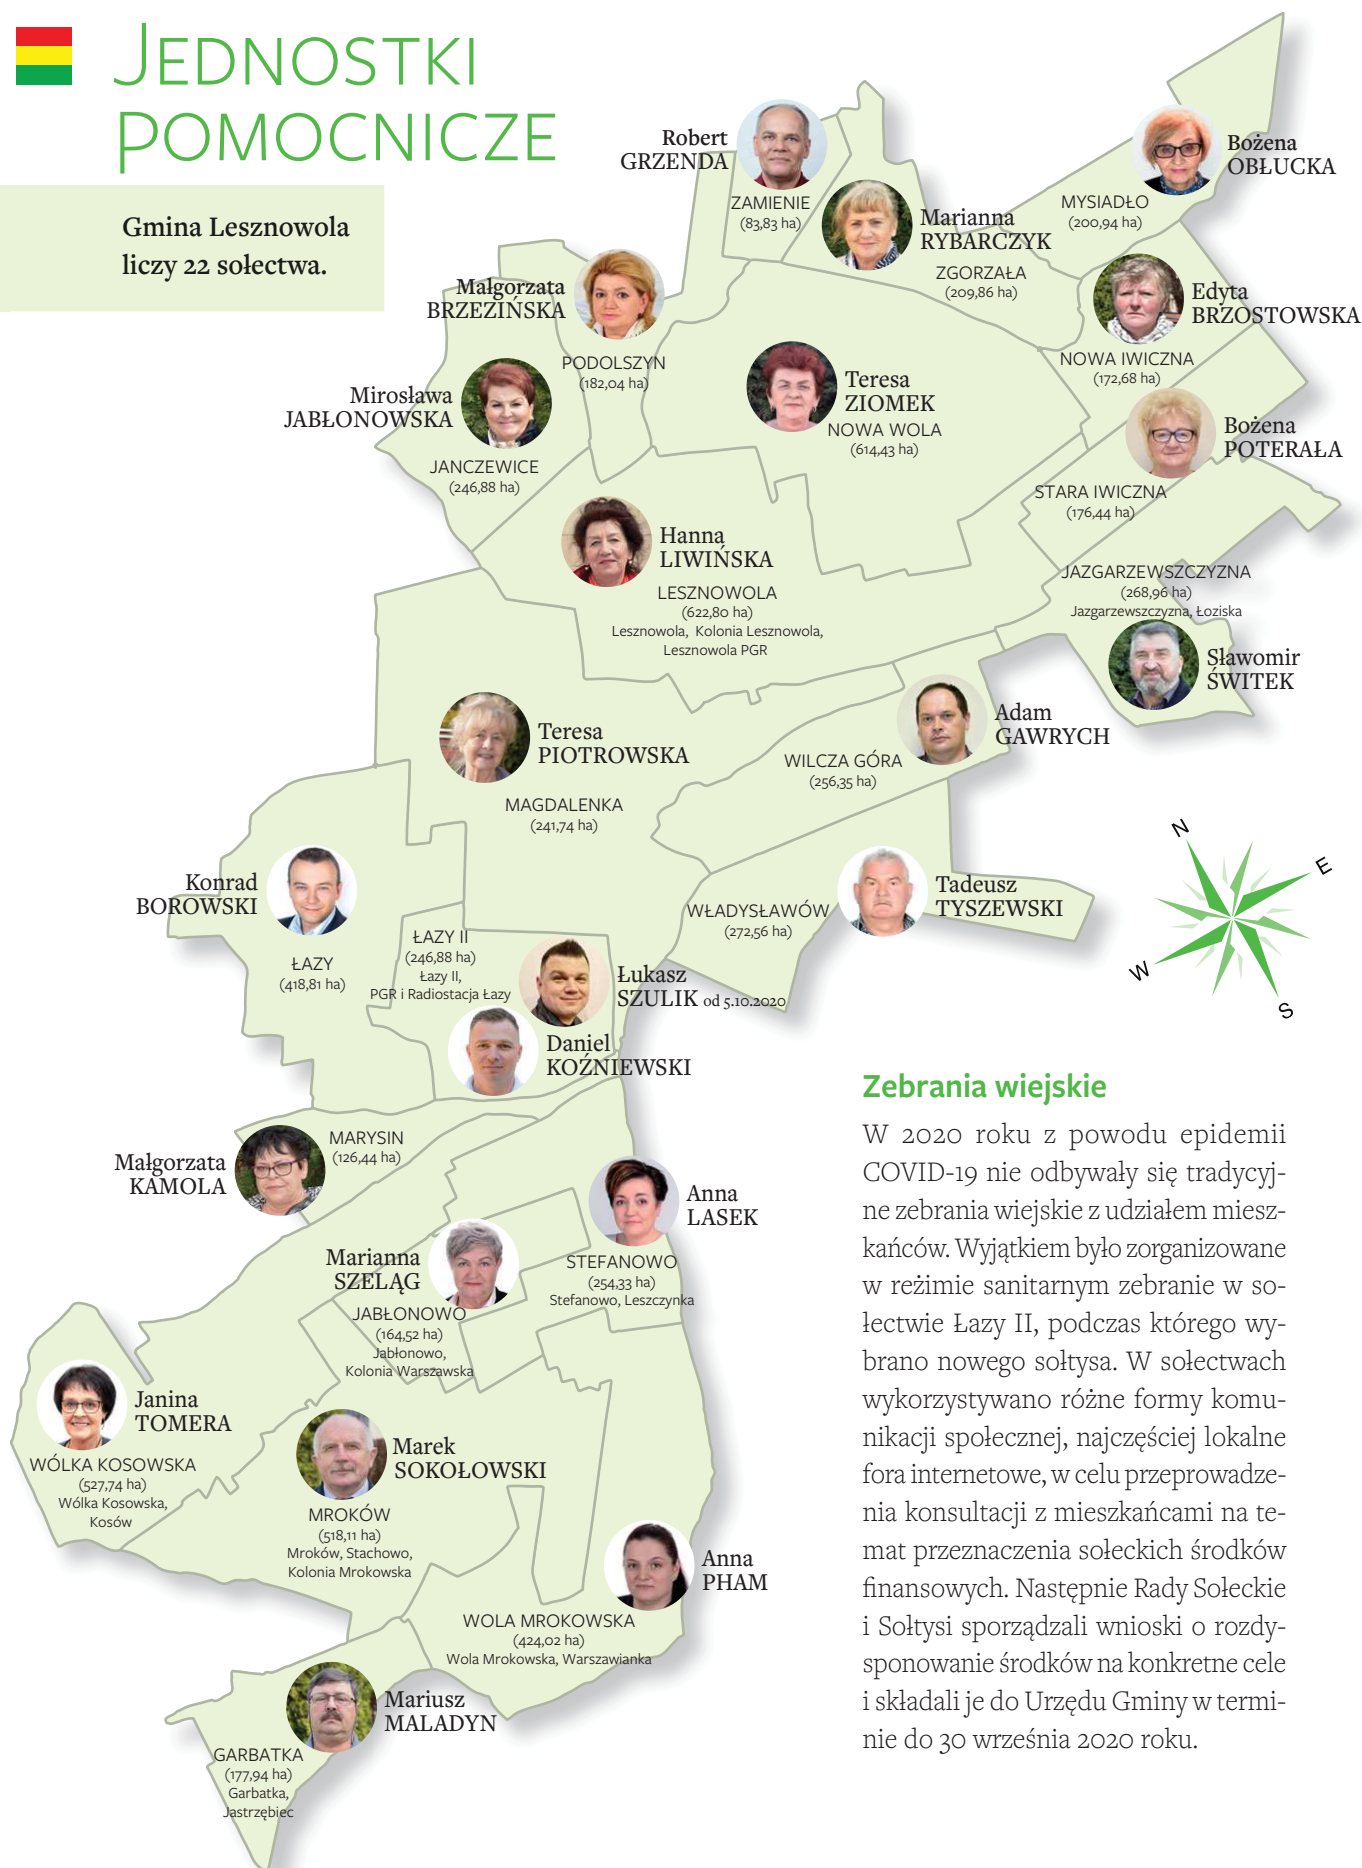 JEDNOSTKI
POMOCNICZE
Gmina Lesznowola
liczy 22 sołectwa.
Robert
GRZENDA
ZAMIENIE
(83,83 ha)
Marianna
RYBARCZYK
ZGORZAŁA
(209,86 ha)
Bożena
OBŁUCKA
MYSIADŁO
(200,94 ha)
Edyta
BRZOSTOWSKA
NOWA IWICZNA
(172,68 ha)
Małgorzata
BRZEZIŃSKA
PODOLSZYN
(182,04 ha)
Mirosława
JABŁONOWSKA
JANCZEWICE
(246,88 ha)
Teresa
ZIOMEK
NOWA WOLA
(614,43 ha)
Bożena
POTERAŁA
STARA IWICZNA
(176,44 ha)
Hanna
LIWIŃSKA
LESZNOWOLA
(622,80 ha)
Lesznowola, Kolonia Lesznowola,
Lesznowola PGR
JAZGARZEWSZCZYZNA
(268,96 ha)
Jazgarzewszczyzna, Łoziska
Sławomir
ŚWITEK
Adam
GAWRYCH
WILCZA GÓRA
(256,35 ha)
Teresa
PIOTROWSKA
MAGDALENKA
(241,74 ha)
N
E
W
S
Konrad
BOROWSKI
ŁAZY
(418,81 ha)
Tadeusz
TYSZEWSKI
WŁADYSŁAWÓW
(272,56 ha)
ŁAZY II
(246,88 ha)
Łazy II,
PGR i Radiostacja Łazy
Łukasz
SZULIK od 5.10.2020
Daniel
KOŹNIEWSKI
Małgorzata
KAMOLA
MARYSIN
(126,44 ha)
Anna
LASEK
STEFANOWO
(254,33 ha)
Stefanowo, Leszczynka
Marianna
SZELĄG
JABŁONOWO
(164,52 ha)
Jabłonowo,
Kolonia Warszawska
Janina
TOMERA
WÓLKA KOSOWSKA
(527,74 ha)
Wólka Kosowska,
Kosów
Marek
SOKOŁOWSKI
MROKÓW
(518,11 ha)
Mroków, Stachowo,
Kolonia Mrokowska
Anna
PHAM
WOLA MROKOWSKA
(424,02 ha)
Wola Mrokowska, Warszawianka
Mariusz
MALADYN
GARBATKA
(177,94 ha)
Garbatka,
Jastrzębiec
Zebrania wiejskie
W 2020 roku z powodu epidemii
COVID-19 nie odbywały się tradycyj-
ne zebrania wiejskie z udziałem miesz-
kańców. Wyjątkiem było zorganizowane
w reżimie sanitarnym zebranie w so-
łectwie Łazy II, podczas którego wy-
brano nowego sołtysa. W sołectwach
wykorzystywano różne formy komu-
nikacji społecznej, najczęściej lokalne
fora internetowe, w celu przeprowadze-
nia konsultacji z mieszkańcami na te-
mat przeznaczenia sołeckich środków
finansowych. Następnie Rady Sołeckie
i Sołtysi sporządzali wnioski o rozdy-
sponowanie środków na konkretne cele
i składali je do Urzędu Gminy w termi-
nie do 30 września 2020 roku.